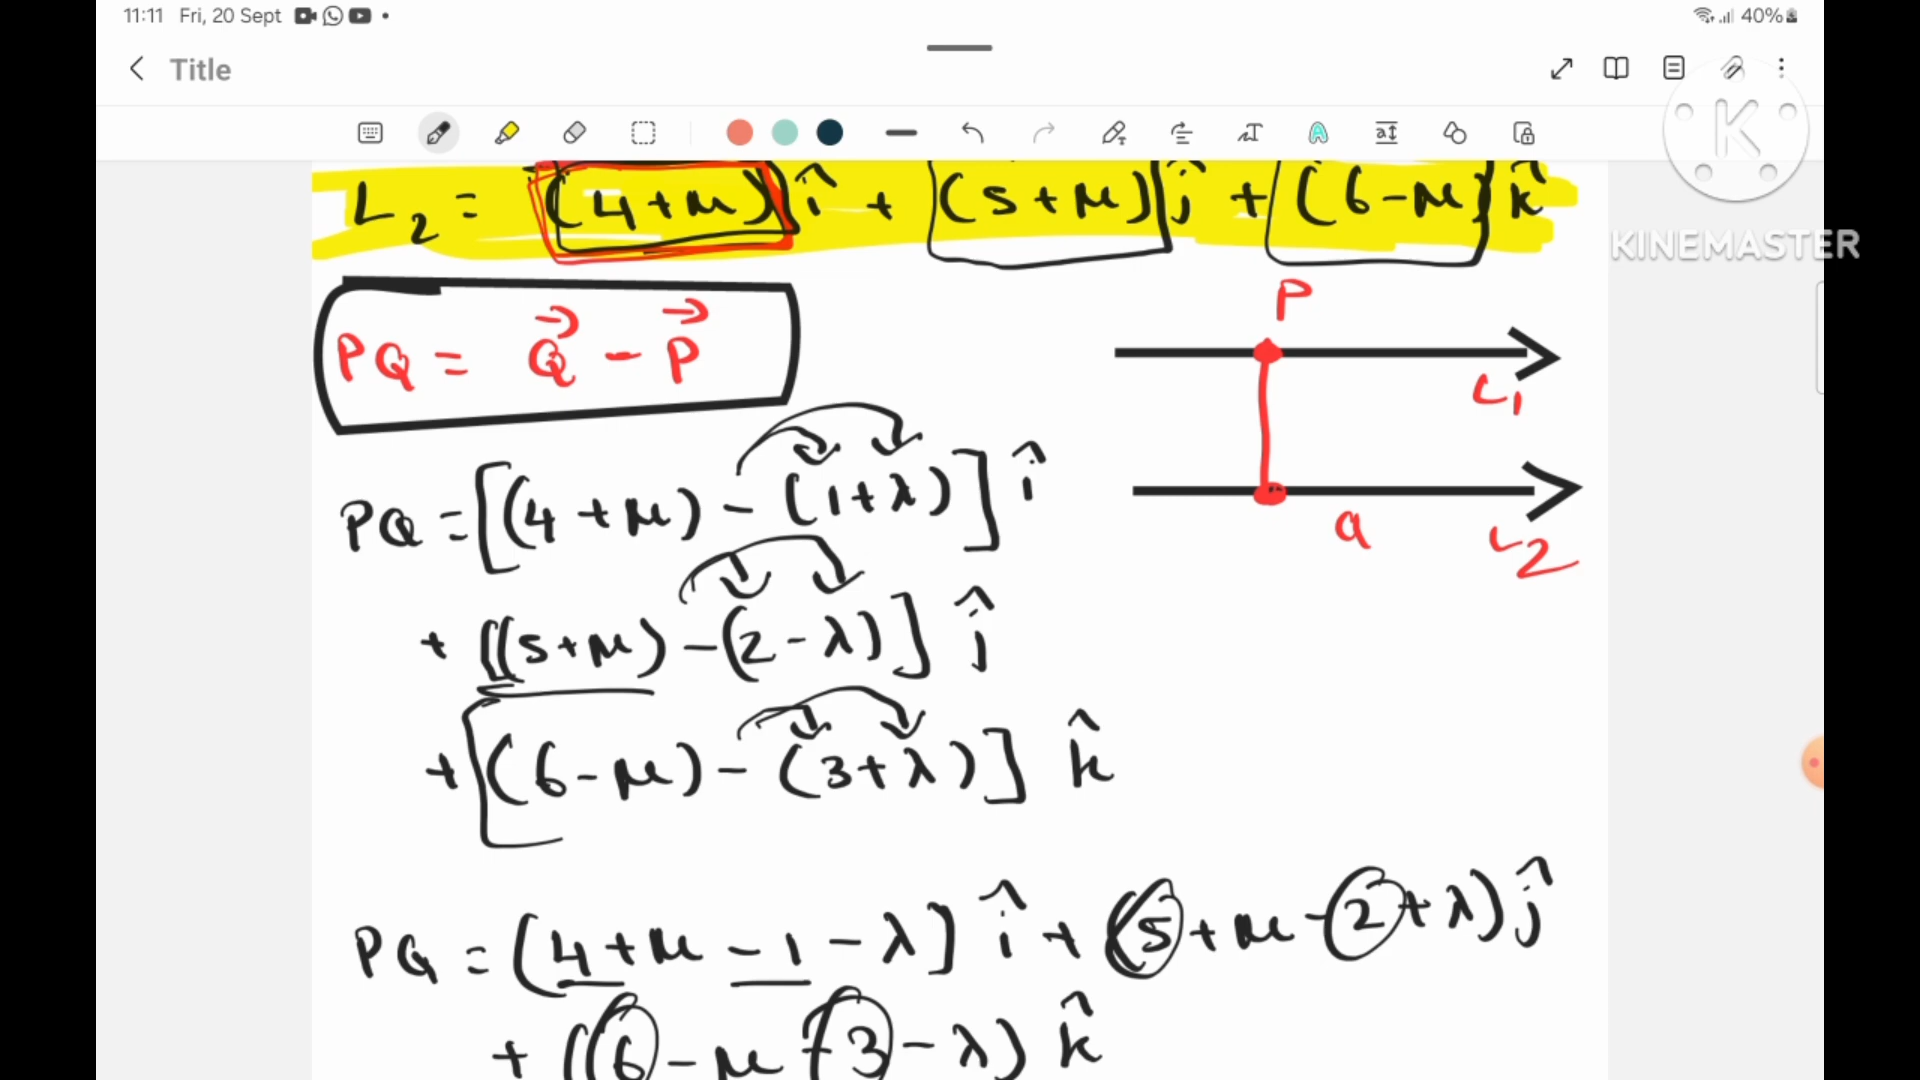 11:11 Fri, 20 Sept
40%
Title
KINEMASTER
L₂ = (4+μ)î + (5+μ)ĵ + (6-μ)k̂
P
PQ = Q⃗ - P⃗
L₁
PQ = [(4+μ) - (1+λ)] î
Q
L₂
+ [(5+μ) - (2-λ)] ĵ
+ [(6-μ) - (3+λ)] k̂
PQ = (4+μ-1-λ) î + (5+μ-2+λ) ĵ
+ (6-μ-3-λ) k̂